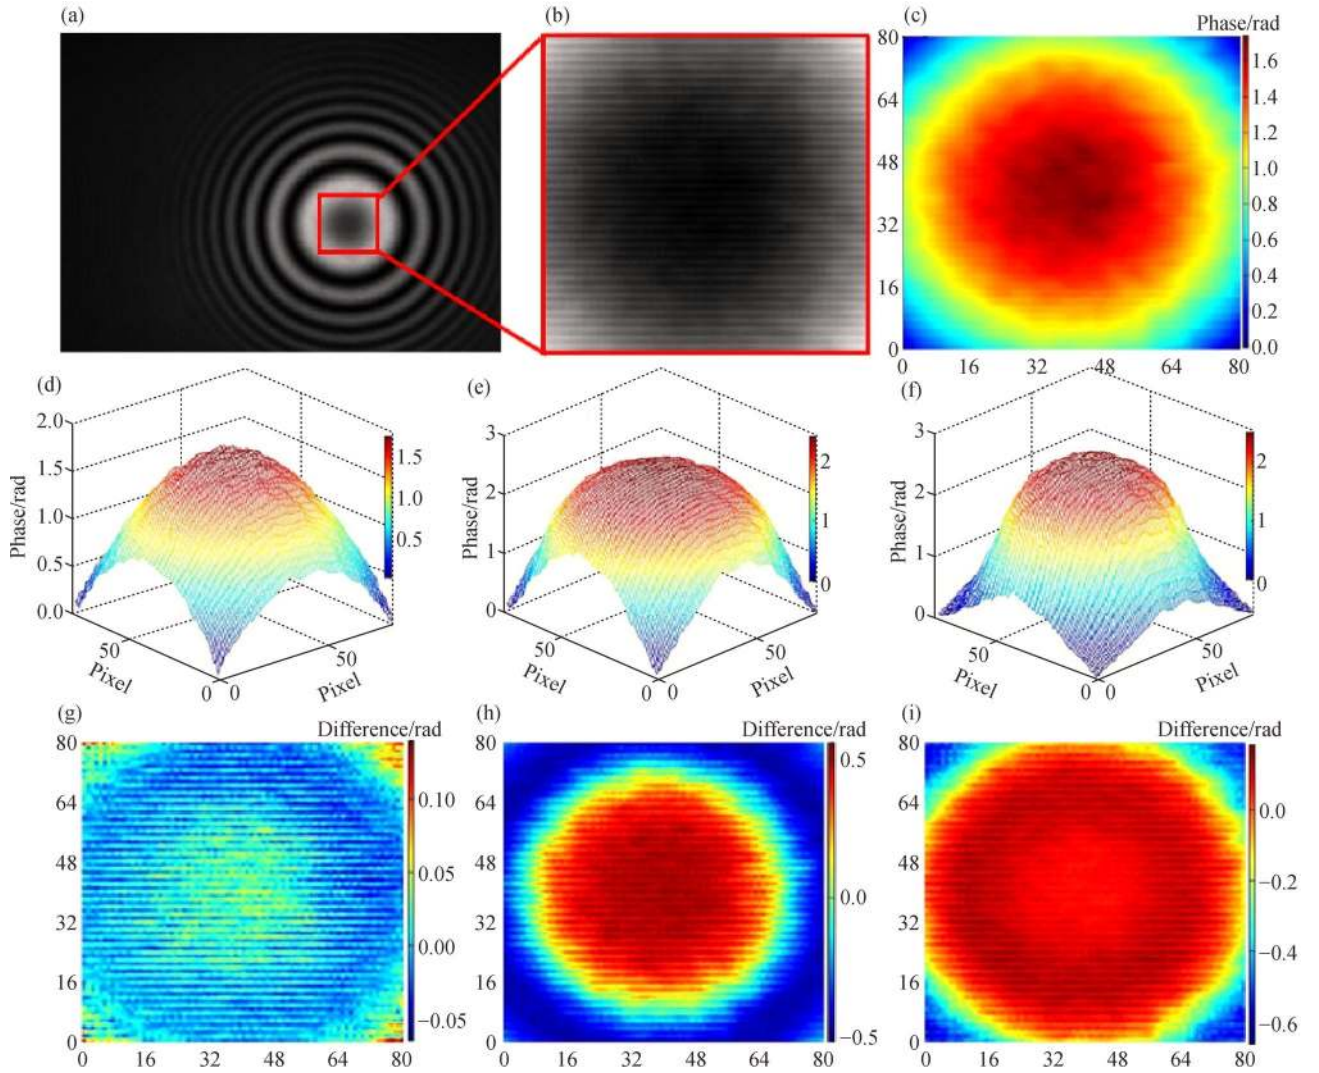 (a)
(b)
(c)
Phase/rad
80
64
48
32
16
0
0 16 32 48 64 80
1.6
1.4
1.2
1.0
0.8
0.6
0.4
0.2
0.0
(d)
Phase/rad
2.0
1.5
1.0
0.5
0.0
50
0 0
50
Pixel
Pixel
1.5
1.0
0.5
(e)
Phase/rad
3
2
1
0
50
0 0
50
Pixel
Pixel
2
1
0
(f)
Phase/rad
3
2
1
0
50
0 0
50
Pixel
Pixel
2
1
0
(g)
Difference/rad
80
64
48
32
16
0
0 16 32 48 64 80
0.10
0.05
0.00
−0.05
(h)
Difference/rad
80
64
48
32
16
0
0 16 32 48 64 80
0.5
0.0
−0.5
(i)
Difference/rad
80
64
48
32
16
0
0 16 32 48 64 80
0.0
−0.2
−0.4
−0.6